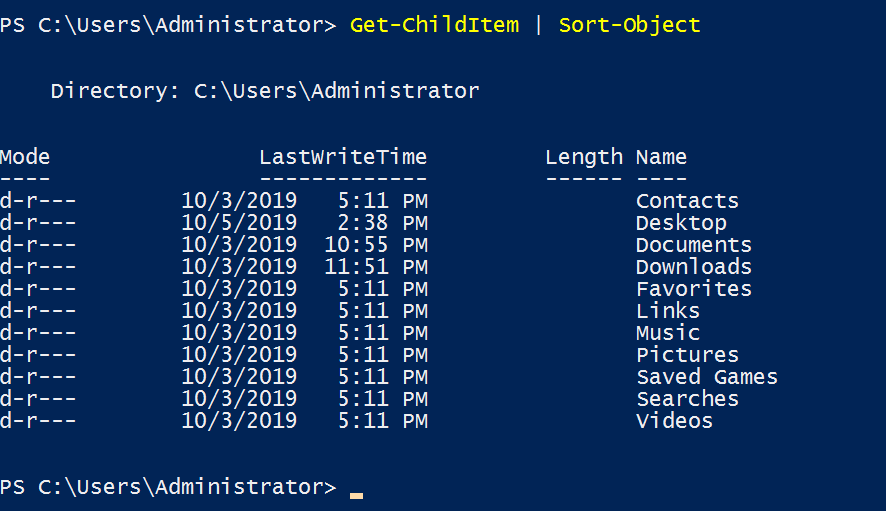 PS C:\Users\Administrator> Get-ChildItem | Sort-Object
Directory: C:\Users\Administrator
Mode LastWriteTime Length Name
---- ------------- ------ ----
d-r--- 10/3/2019 5:11 PM Contacts
d-r--- 10/5/2019 2:38 PM Desktop
d-r--- 10/3/2019 10:55 PM Documents
d-r--- 10/3/2019 11:51 PM Downloads
d-r--- 10/3/2019 5:11 PM Favorites
d-r--- 10/3/2019 5:11 PM Links
d-r--- 10/3/2019 5:11 PM Music
d-r--- 10/3/2019 5:11 PM Pictures
d-r--- 10/3/2019 5:11 PM Saved Games
d-r--- 10/3/2019 5:11 PM Searches
d-r--- 10/3/2019 5:11 PM Videos
PS C:\Users\Administrator> _